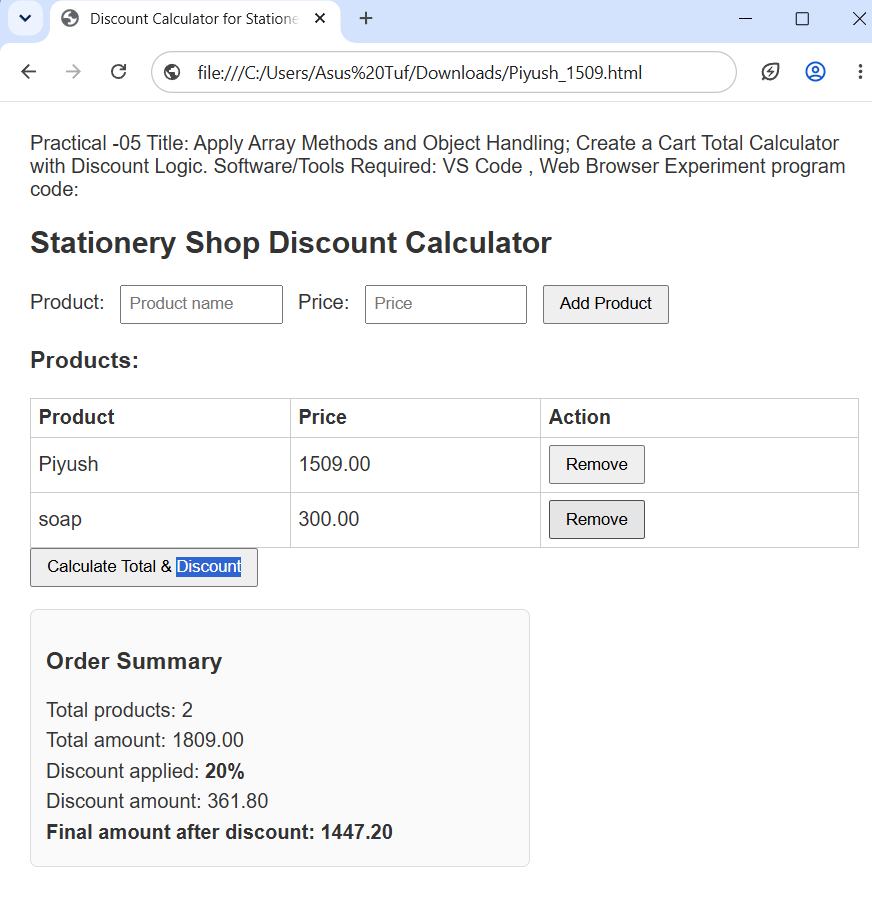 Discount Calculator for Statione
file:///C:/Users/Asus%20Tuf/Downloads/Piyush_1509.html
Practical -05 Title: Apply Array Methods and Object Handling; Create a Cart Total Calculator
with Discount Logic. Software/Tools Required: VS Code , Web Browser Experiment program
code:
Stationery Shop Discount Calculator
Product: Product name Price: Price Add Product
Products:
Product Price Action
Piyush 1509.00 Remove
soap 300.00 Remove
Calculate Total & Discount
Order Summary
Total products: 2
Total amount: 1809.00
Discount applied: 20%
Discount amount: 361.80
Final amount after discount: 1447.20